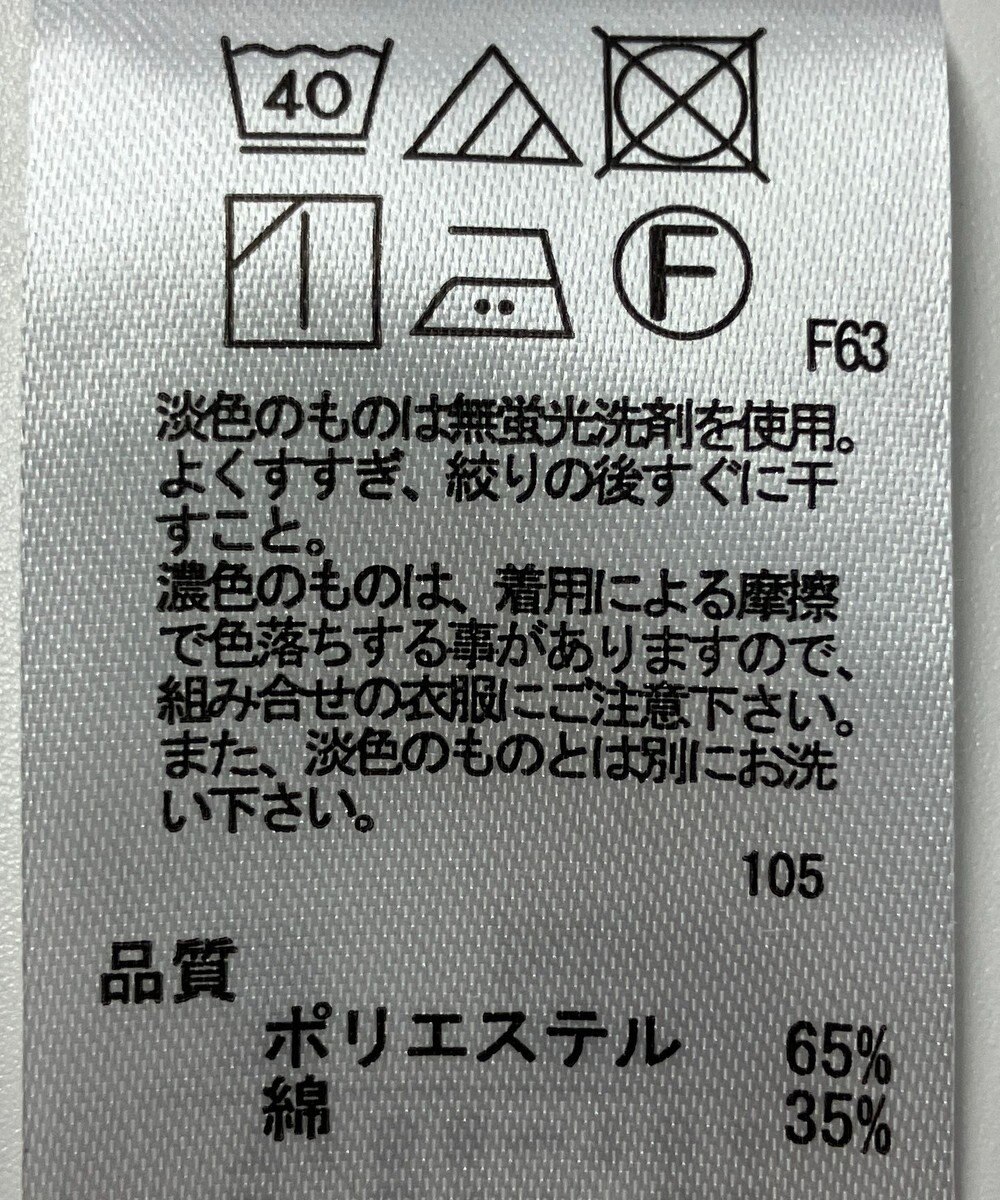 40
F
F63
淡色のものは無蛍光洗剤を使用。
よくすすぎ、絞りの後すぐに干
すこと。
濃色のものは、着用による摩擦
で色落ちする事がありますので、
組み合せの衣服にご注意下さい。
また、淡色のものとは別にお洗
い下さい。
105
品質
ポリエステル 65%
綿 35%